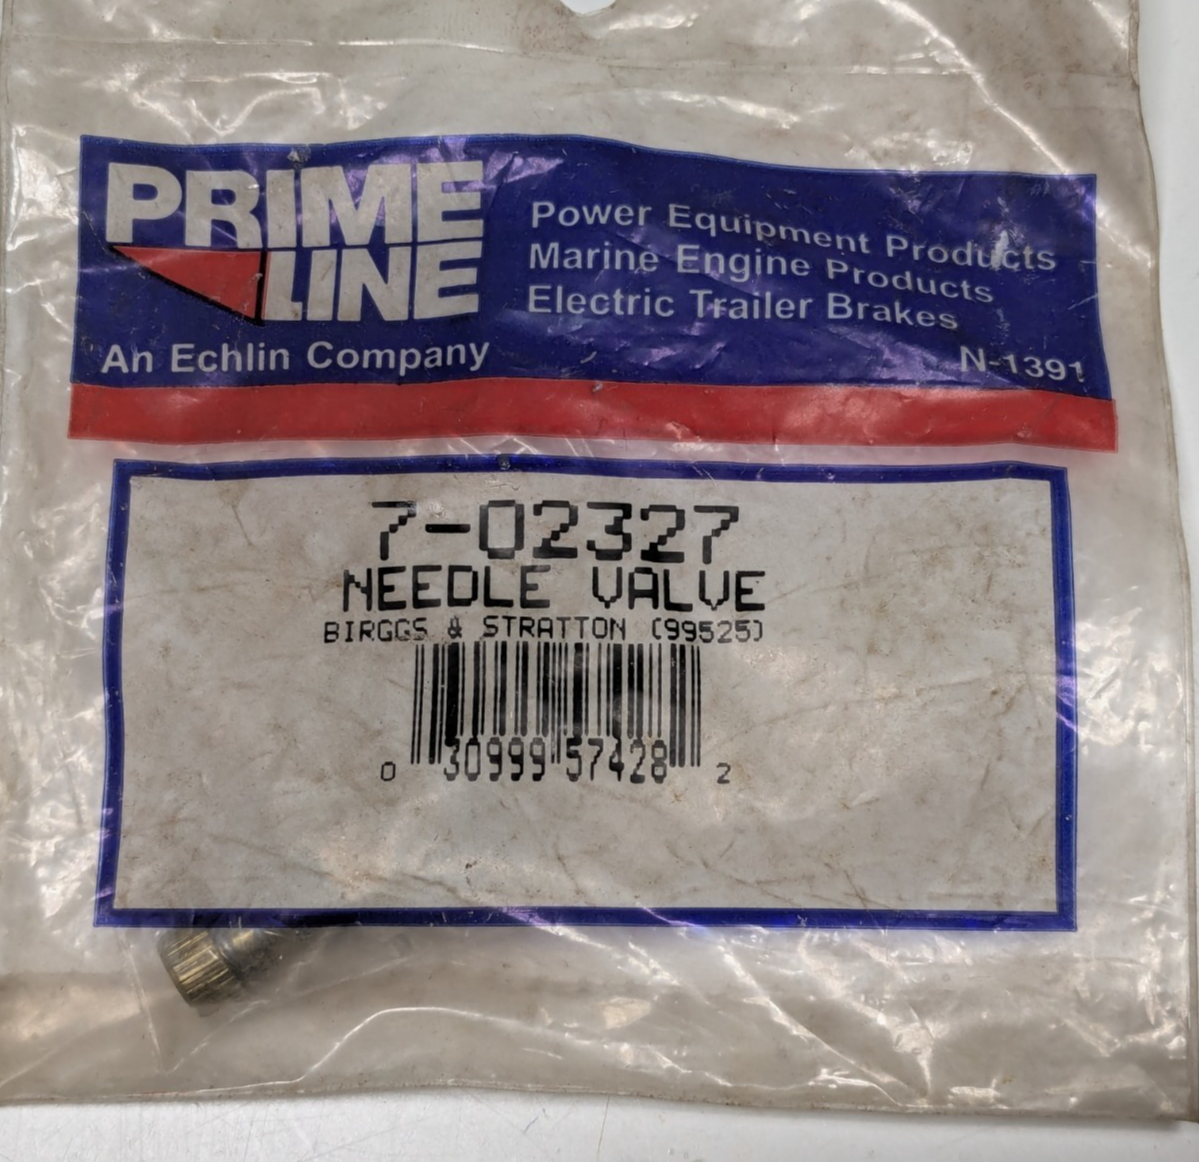 PRIME
LINE
An Echlin Company
Power Equipment Products
Marine Engine Products
Electric Trailer Brakes
N-1391
7-02327
NEEDLE VALVE
BIRGGS & STRATTON (99525)
0 30999 57428 2